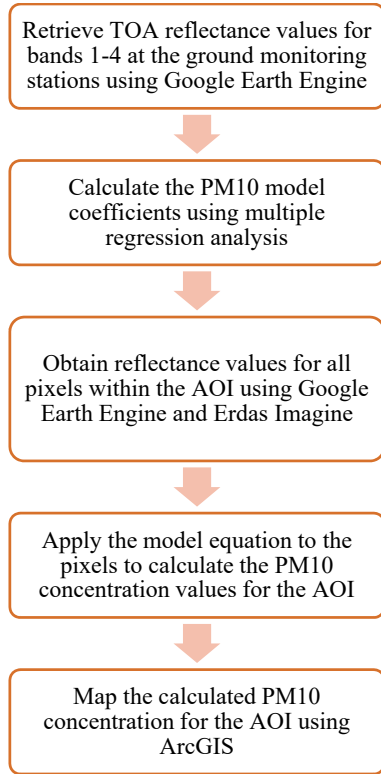 Retrieve TOA reflectance values for
bands 1-4 at the ground monitoring
stations using Google Earth Engine
Calculate the PM10 model
coefficients using multiple
regression analysis
Obtain reflectance values for all
pixels within the AOI using Google
Earth Engine and Erdas Imagine
Apply the model equation to the
pixels to calculate the PM10
concentration values for the AOI
Map the calculated PM10
concentration for the AOI using
ArcGIS